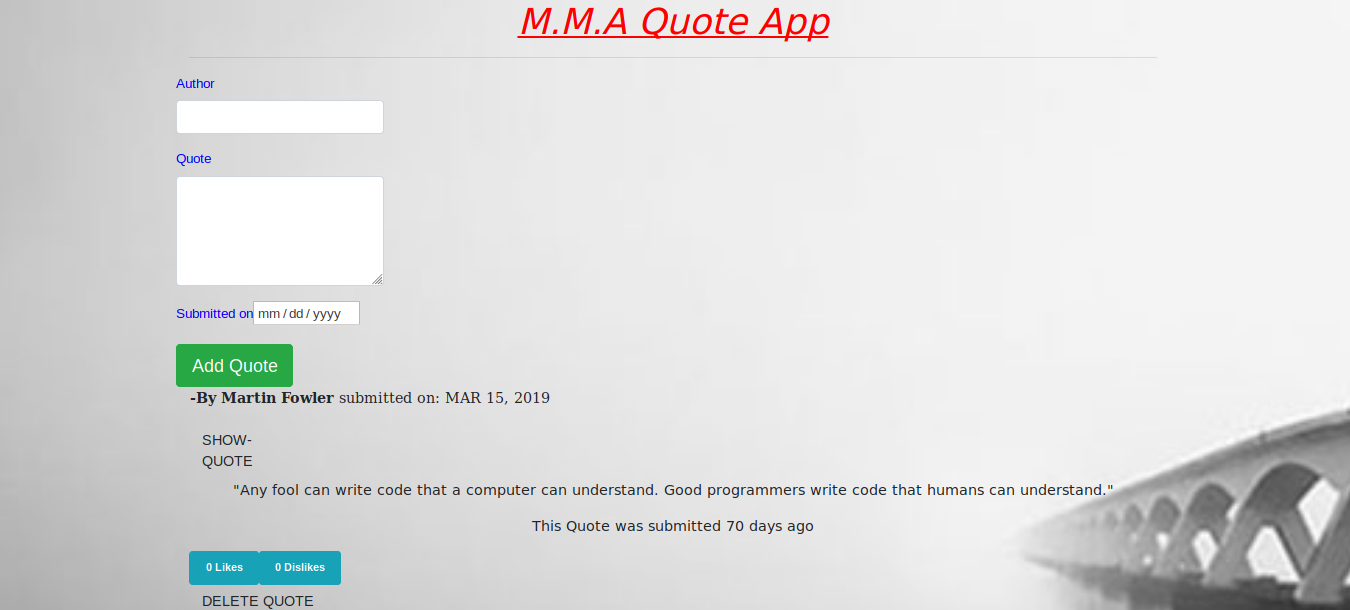 M.M.A Quote App
Author
Quote
Submitted on mm/dd/yyyy
Add Quote
-By Martin Fowler submitted on: MAR 15, 2019
SHOW-
QUOTE
"Any fool can write code that a computer can understand. Good programmers write code that humans can understand."
This Quote was submitted 70 days ago
0 Likes 0 Dislikes
DELETE QUOTE